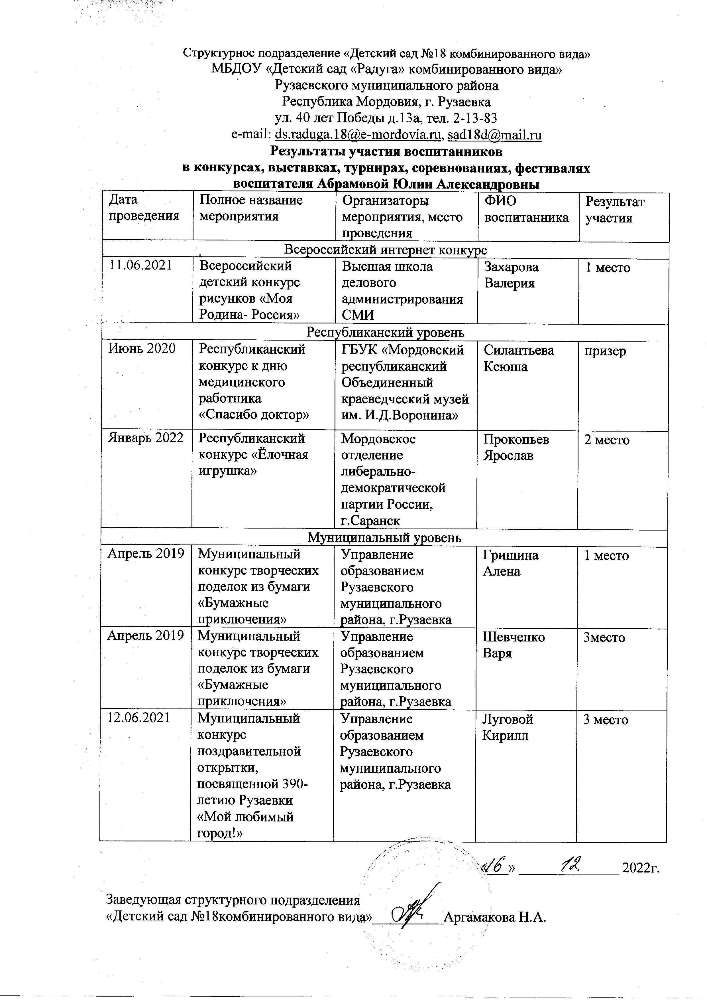 Структурное подразделение «Детский сад №18 комбинированного вида»
МБДОУ «Детский сад «Радуга» комбинированного вида»
Рузаевского муниципального района
Республика Мордовия, г. Рузаевка
ул. 40 лет Победы д.13а, тел. 2-13-83
e-mail: ds.raduga.18@e-mordovia.ru, sad18d@mail.ru
Результаты участия воспитанников
в конкурсах, выставках, турнирах, соревнованиях, фестивалях
воспитателя Абрамовой Юлии Александровны
Дата
проведения
Полное название
мероприятия
Организаторы
мероприятия, место
проведения
ФИО
воспитанника
Результат
участия
Всероссийский интернет конкурс
11.06.2021
Всероссийский
детский конкурс
рисунков «Моя
Родина- Россия»
Высшая школа
делового
администрирования
СМИ
Захарова
Валерия
1 место
Республиканский уровень
Июнь 2020
Республиканский
конкурс к дню
медицинского
работника
«Спасибо доктор»
ГБУК «Мордовский
республиканский
Объединенный
краеведческий музей
им. И.Д.Воронина»
Силантьева
Ксюша
призер
Январь 2022
Республиканский
конкурс «Ёлочная
игрушка»
Мордовское
отделение
либерально-
демократической
партии России,
г.Саранск
Прокопьев
Ярослав
2 место
Муниципальный уровень
Апрель 2019
Муниципальный
конкурс творческих
поделок из бумаги
«Бумажные
приключения»
Управление
образованием
Рузаевского
муниципального
района, г.Рузаевка
Гришина
Алена
1 место
Апрель 2019
Муниципальный
конкурс творческих
поделок из бумаги
«Бумажные
приключения»
Управление
образованием
Рузаевского
муниципального
района, г.Рузаевка
Шевченко
Варя
3место
12.06.2021
Муниципальный
конкурс
поздравительной
открытки,
посвященной 390-
летию Рузаевки
«Мой любимый
город!»
Управление
образованием
Рузаевского
муниципального
района, г.Рузаевка
Луговой
Кирилл
3 место
«16» 12 2022г.
Заведующая структурного подразделения
«Детский сад №18комбинированного вида»__________Аргамакова Н.А.